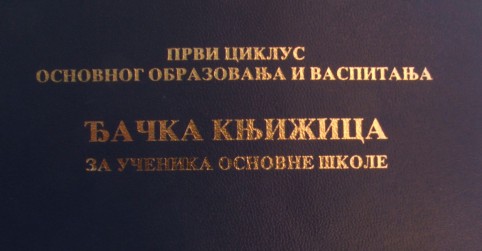 ПРВИ ЦИКЛУС
ОСНОВНОГ ОБРАЗОВАЊА И ВАСПИТАЊА
ЂАЧКА КЊИЖИЦА
ЗА УЧЕНИКА ОСНОВНЕ ШКОЛЕ